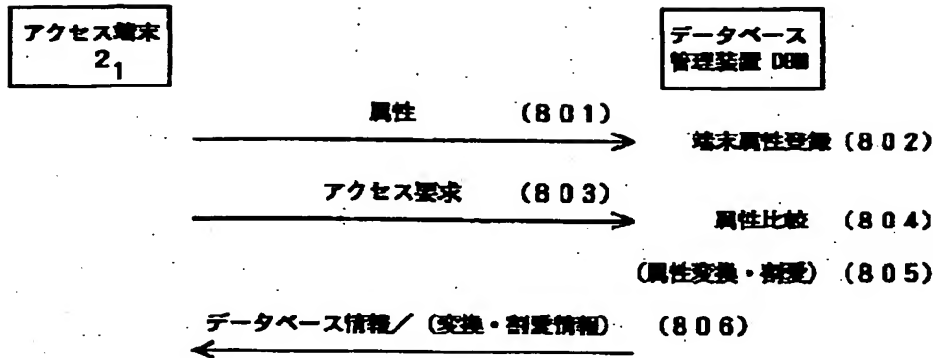 アクセス端末
2₁
データベース
管理装置 DBM
属性 (801)
端末属性登録 (802)
アクセス要求 (803)
属性比較 (804)
(属性変換・割愛) (805)
データベース情報/(変換・割愛情報) (806)